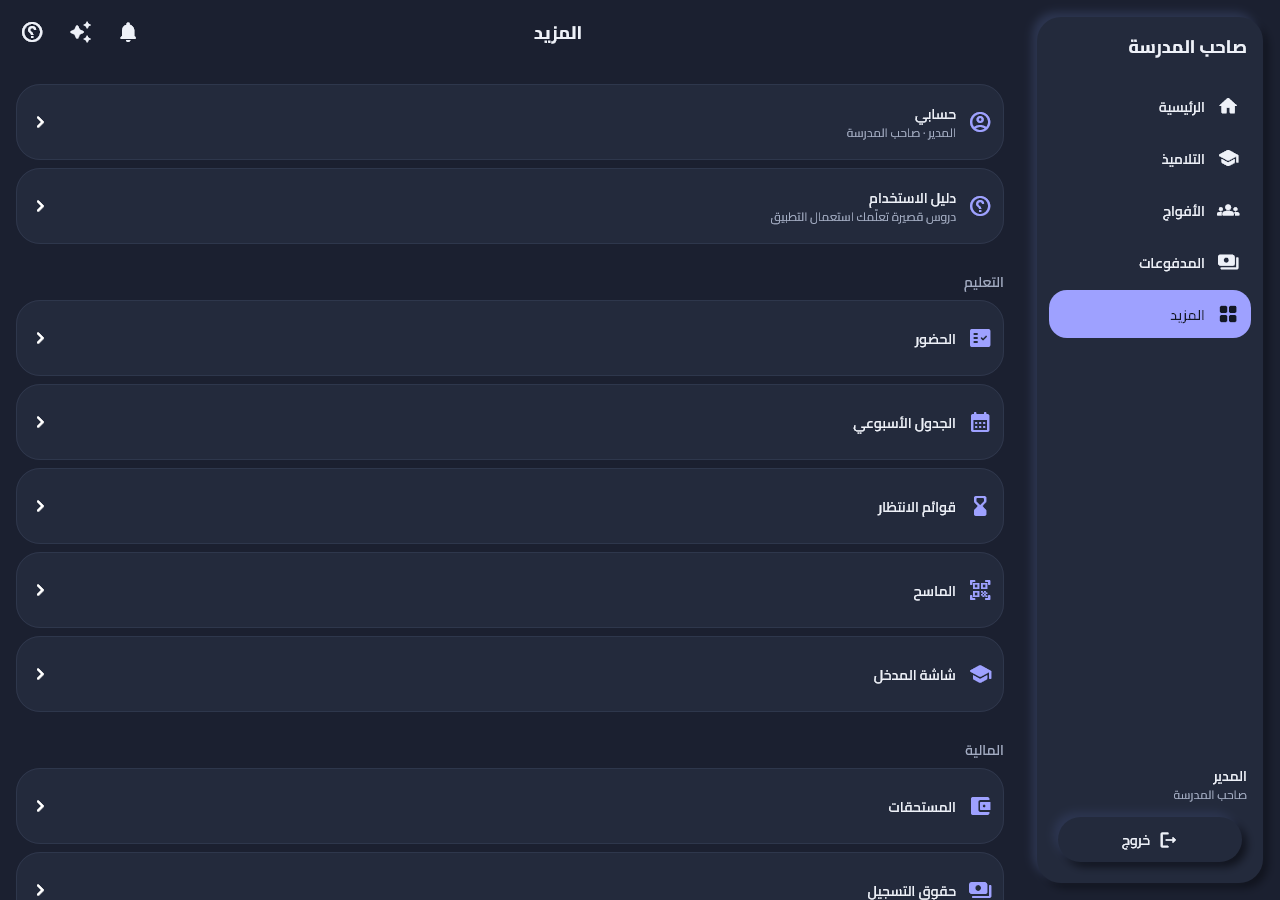 صاحب المدرسة
الرئيسية
التلاميذ
الأفواج
المدفوعات
المزيد
المدير
صاحب المدرسة
خروج
المزيد
حسابي
المدير · صاحب المدرسة
دليل الاستخدام
دروس قصيرة تعلّمك استعمال التطبيق
التعليم
الحضور
الجدول الأسبوعي
قوائم الانتظار
الماسح
شاشة المدخل
المالية
المستحقات
حقوق التسجيل